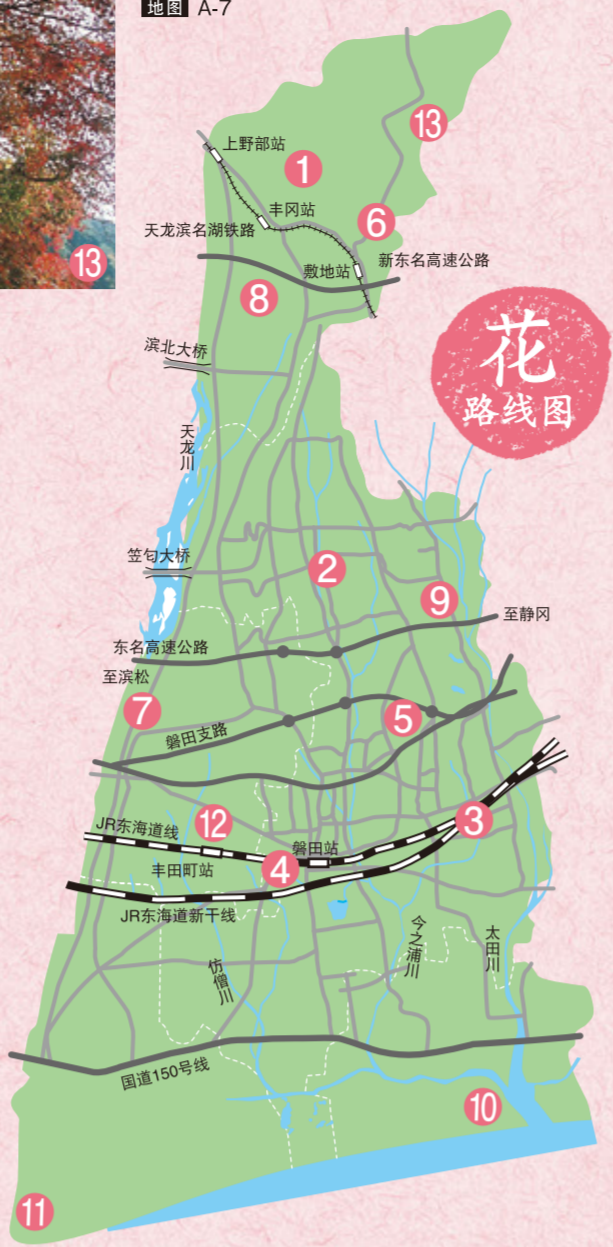 地图 A-7
13
13
上野部站
1
丰冈站
6
天龙滨名湖铁路
敷地站
新东名高速公路
8
花
路线图
滨北大桥
天龙川
笠匂大桥
2
9
至静冈
东名高速公路
至滨松
7
5
磐田支路
12
3
JR东海道线
磐田站
4
丰田町站
JR东海道新干线
今之浦川
太田川
仿僧川
国道150号线
10
11